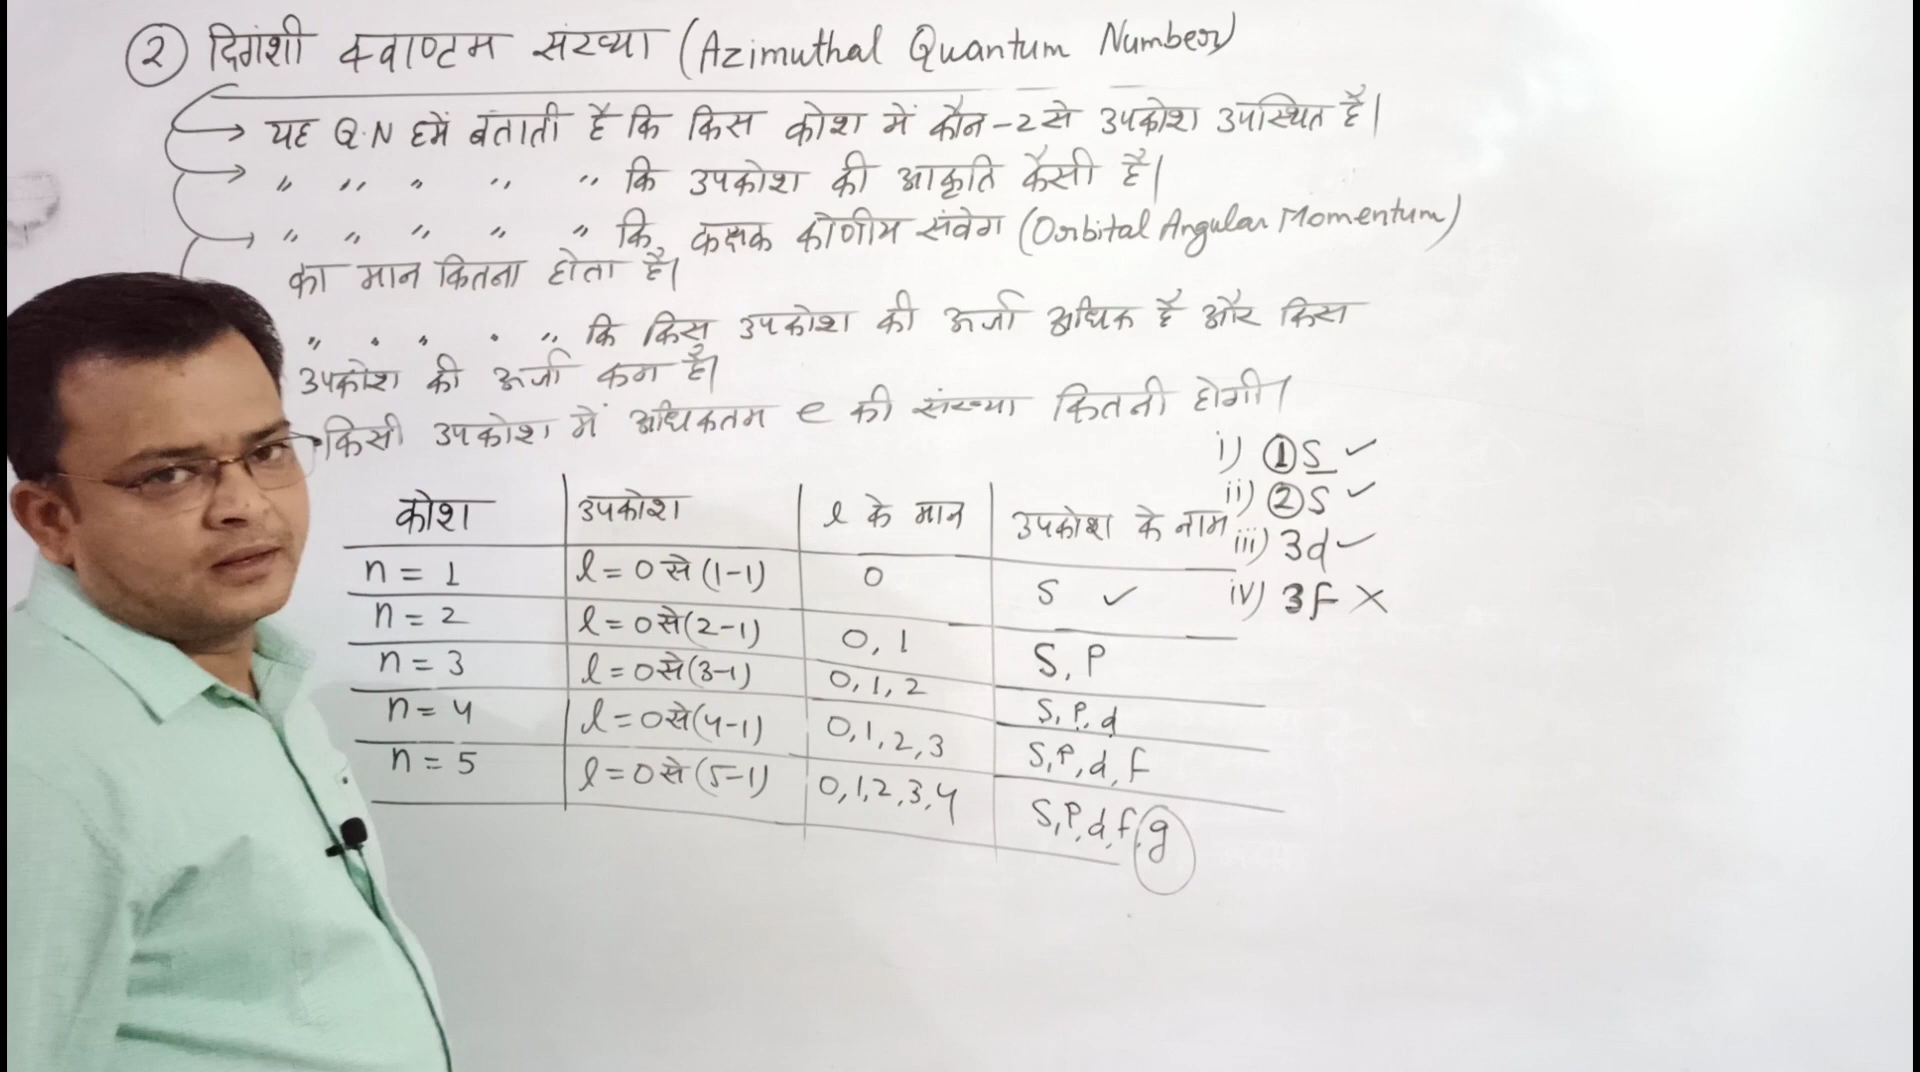 ② दिगंशी क्वाण्टम संख्या (Azimuthal Quantum Number)
→ यह Q.N हमें बताती है कि किस कोश में कौन-2 से उपकोश उपस्थित है।
→ " " " " " कि उपकोश की आकृति कैसी है।
→ " " " " " कि, कक्षक कोणीय संवेग (Orbital Angular Momentum)
का मान कितना होता है।
" " " " " कि किस उपकोश की ऊर्जा अधिक है और किस
उपकोश की ऊर्जा कम है।
किसी उपकोश में अधिकतम e की संख्या कितनी होगी।
i) ①S ✓
ii) ②S ✓
iii) 3d ✓
iv) 3f ×
कोश उपकोश l के मान उपकोश के नाम
n = 1 l = 0 से (1-1) 0 S ✓
n = 2 l = 0 से (2-1) 0, 1 S, P
n = 3 l = 0 से (3-1) 0, 1, 2 S, P, d
n = 4 l = 0 से (4-1) 0, 1, 2, 3 S, P, d, f
n = 5 l = 0 से (5-1) 0, 1, 2, 3, 4 S, P, d, f, g